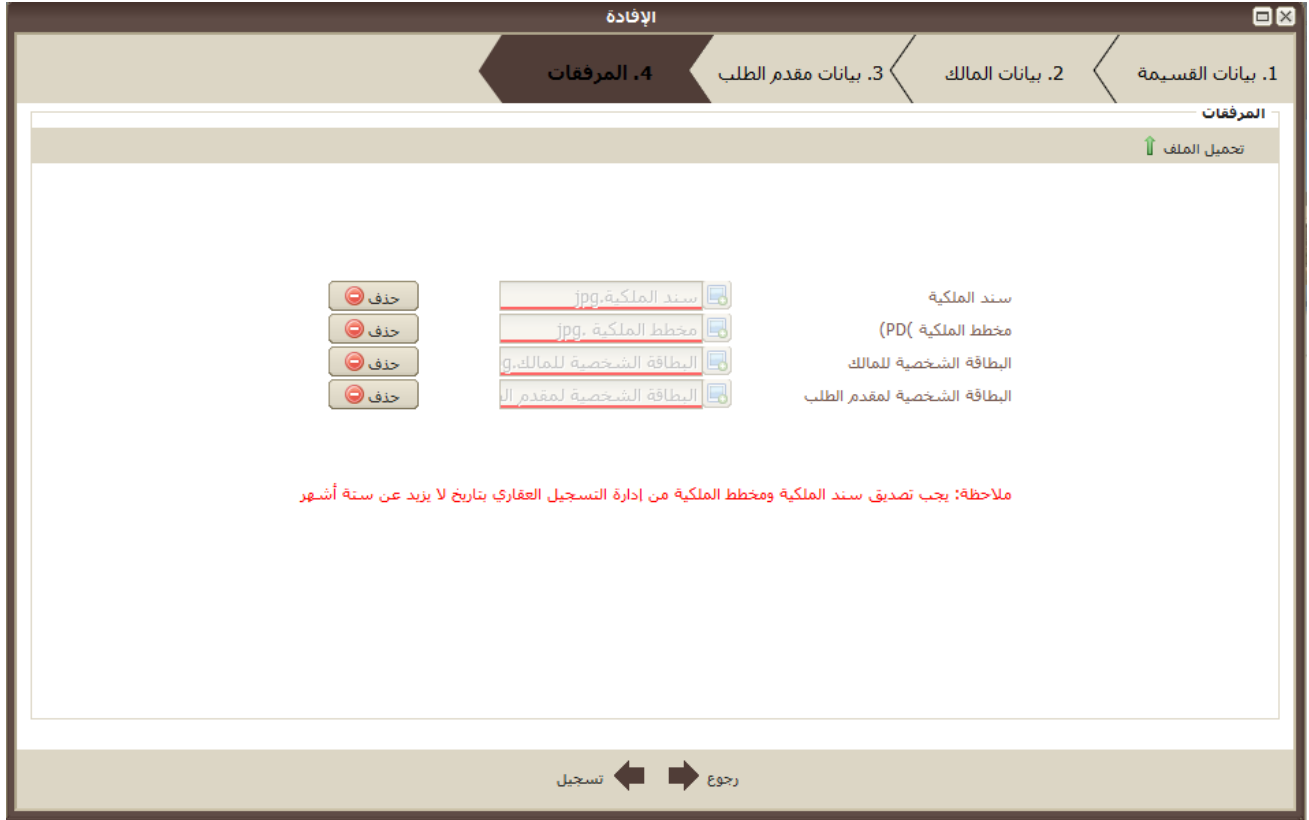 الإفادة
1. بيانات القسيمة
2. بيانات المالك
3. بيانات مقدم الطلب
4. المرفقات
المرفقات
تحميل الملف
سند الملكية سند الملكية.jpg حذف
مخطط الملكية )PD) مخطط الملكية .jpg حذف
البطاقة الشخصية للمالك البطاقة الشخصية للمالك.g حذف
البطاقة الشخصية لمقدم الطلب البطاقة الشخصية لمقدم ال حذف
ملاحظة: يجب تصديق سند الملكية ومخطط الملكية من إدارة التسجيل العقاري بتاريخ لا يزيد عن ستة أشهر
رجوع تسجيل